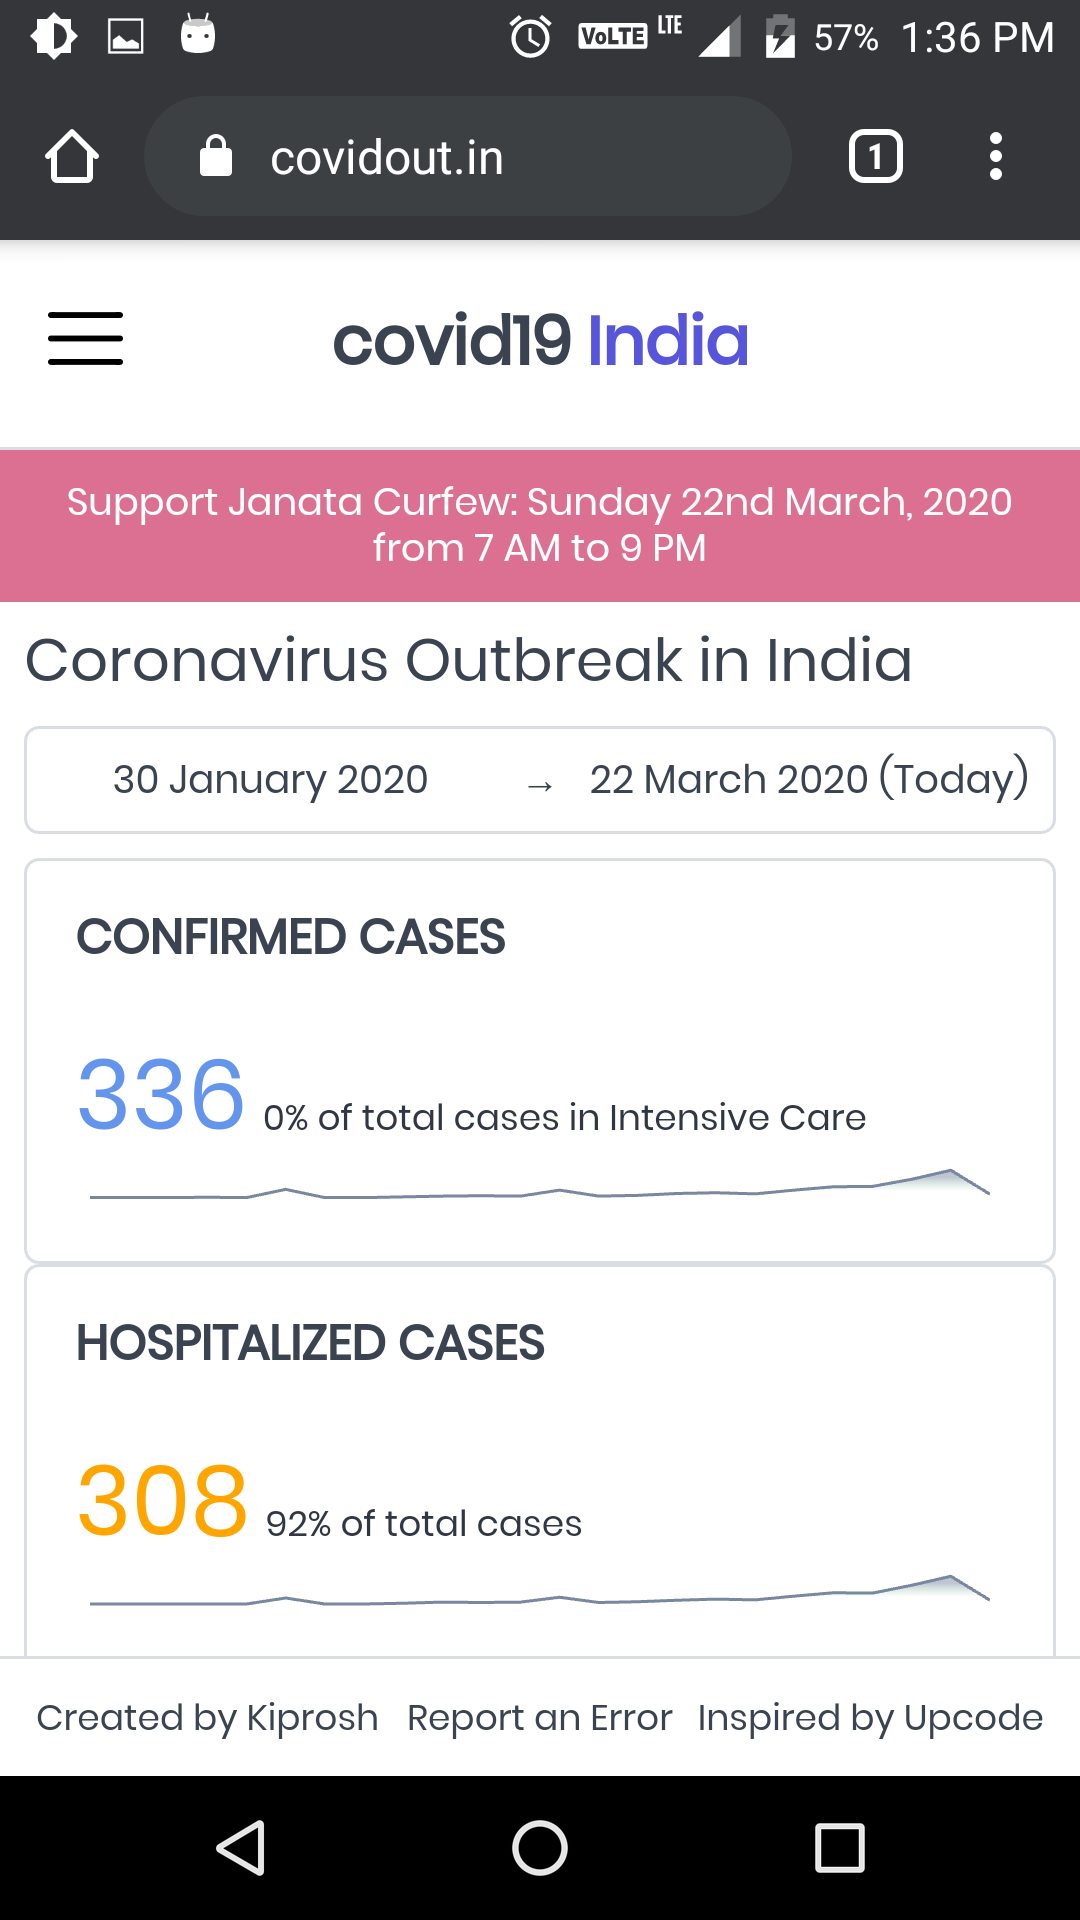 VoLTE LTE 57% 1:36 PM
covidout.in 1
covid19 India
Support Janata Curfew: Sunday 22nd March, 2020
from 7 AM to 9 PM
Coronavirus Outbreak in India
30 January 2020 → 22 March 2020 (Today)
CONFIRMED CASES
336 0% of total cases in Intensive Care
HOSPITALIZED CASES
308 92% of total cases
Created by Kiprosh Report an Error Inspired by Upcode